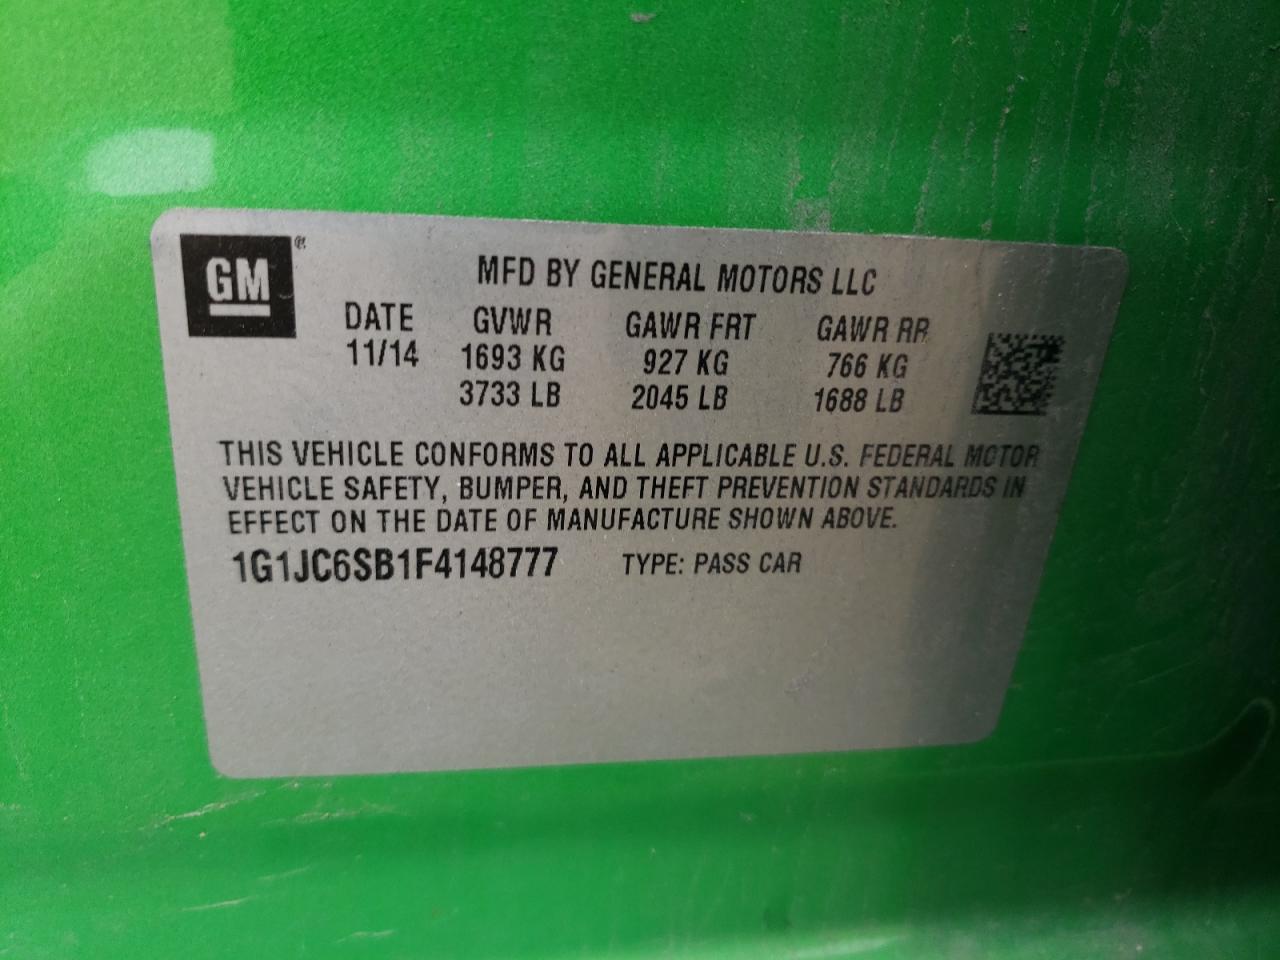 GM ®
MFD BY GENERAL MOTORS LLC
DATE GVWR GAWR FRT GAWR RR
11/14 1693 KG 927 KG 766 KG
3733 LB 2045 LB 1688 LB
THIS VEHICLE CONFORMS TO ALL APPLICABLE U.S. FEDERAL MOTOR
VEHICLE SAFETY, BUMPER, AND THEFT PREVENTION STANDARDS IN
EFFECT ON THE DATE OF MANUFACTURE SHOWN ABOVE.
1G1JC6SB1F4148777 TYPE: PASS CAR